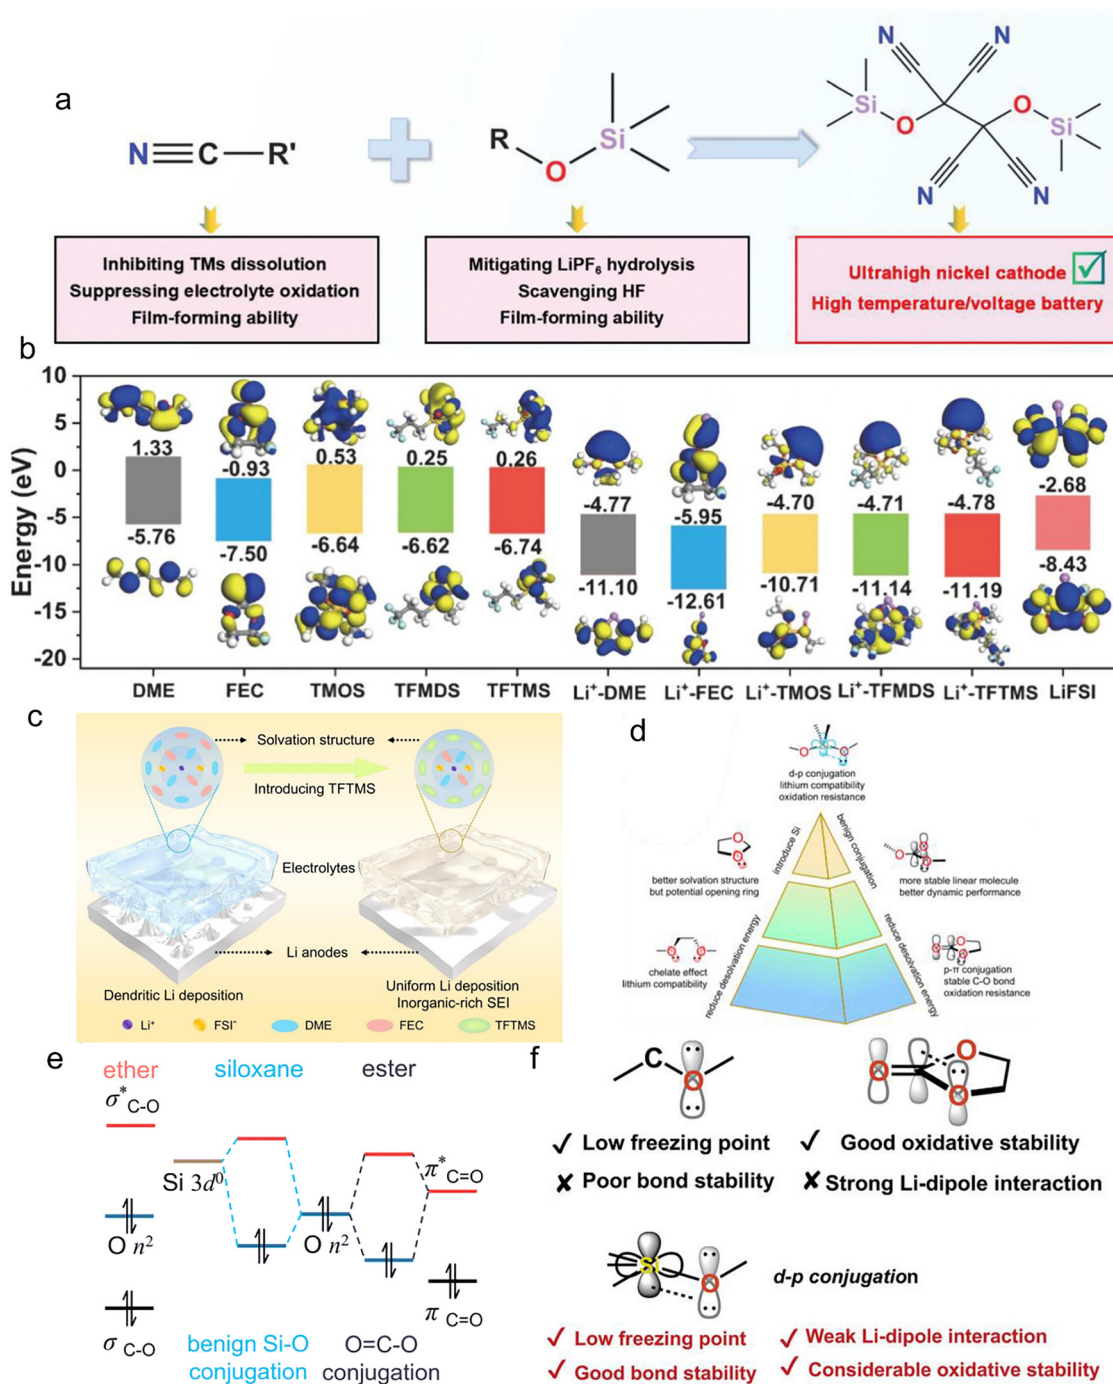 a
N≡C—R'
R
O
Si
N
N
Si
O
O
Si
N
N
Inhibiting TMs dissolution
Suppressing electrolyte oxidation
Film-forming ability
Mitigating LiPF₆ hydrolysis
Scavenging HF
Film-forming ability
Ultrahigh nickel cathode
High temperature/voltage battery
b
Energy (eV)
10
5
0
-5
-10
-15
-20
1.33
-5.76
-0.93
-7.50
0.53
-6.64
0.25
-6.62
0.26
-6.74
-4.77
-11.10
-5.95
-12.61
-4.70
-10.71
-4.71
-11.14
-4.78
-11.19
-2.68
-8.43
DME
FEC
TMOS
TFMDS
TFTMS
Li⁺-DME
Li⁺-FEC
Li⁺-TMOS
Li⁺-TFMDS
Li⁺-TFTMS
LiFSI
c
Solvation structure
Introducing TFTMS
Electrolytes
Li anodes
Dendritic Li deposition
Uniform Li deposition
Inorganic-rich SEI
Li⁺
FSI⁻
DME
FEC
TFTMS
d
d-p conjugation
lithium compatibility
oxidation resistance
introduce Si
benign conjugation
better solvation structure
but potential opening ring
more stable linear molecule
better dynamic performance
reduce desolvation energy
reduce desolvation energy
chelate effect
lithium compatibility
p-π conjugation
stable C-O bond
oxidation resistance
reduce desolvation energy
reduce desolvation energy
e
ether
siloxane
ester
σ* C-O
Si 3d⁰
π* C=O
O n²
O n²
π C=O
σ C-O
benign Si-O
conjugation
O=C-O
conjugation
f
C
O
O
O
O
✓ Low freezing point
✗ Poor bond stability
✓ Good oxidative stability
✗ Strong Li-dipole interaction
Si
O
d-p conjugation
✓ Low freezing point
✓ Good bond stability
✓ Weak Li-dipole interaction
✓ Considerable oxidative stability